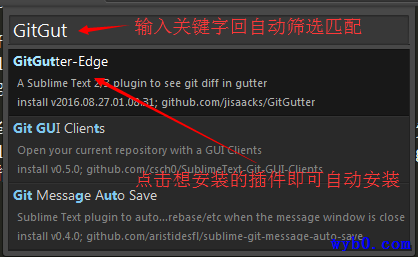 GitGut 输入关键字回自动筛选匹配
GitGutter-Edge
A Sublime Text 2/3 plugin to see git diff in gutter
install v2016.08.27.01.08.31; github.com/jisaacks/GitGutter
Git GUI Clients
Open your current repository with a GUI Clients
install v0.5.0; github.com/csch0/SublimeText-Git-GUI-Clients
点击想安装的插件即可自动安装
Git Message Auto Save
Sublime Text plugin to auto...rebase/etc when the message window is close
install v0.4.0; github.com/aristidesfl/sublime-git-message-auto-save
wyb0.com